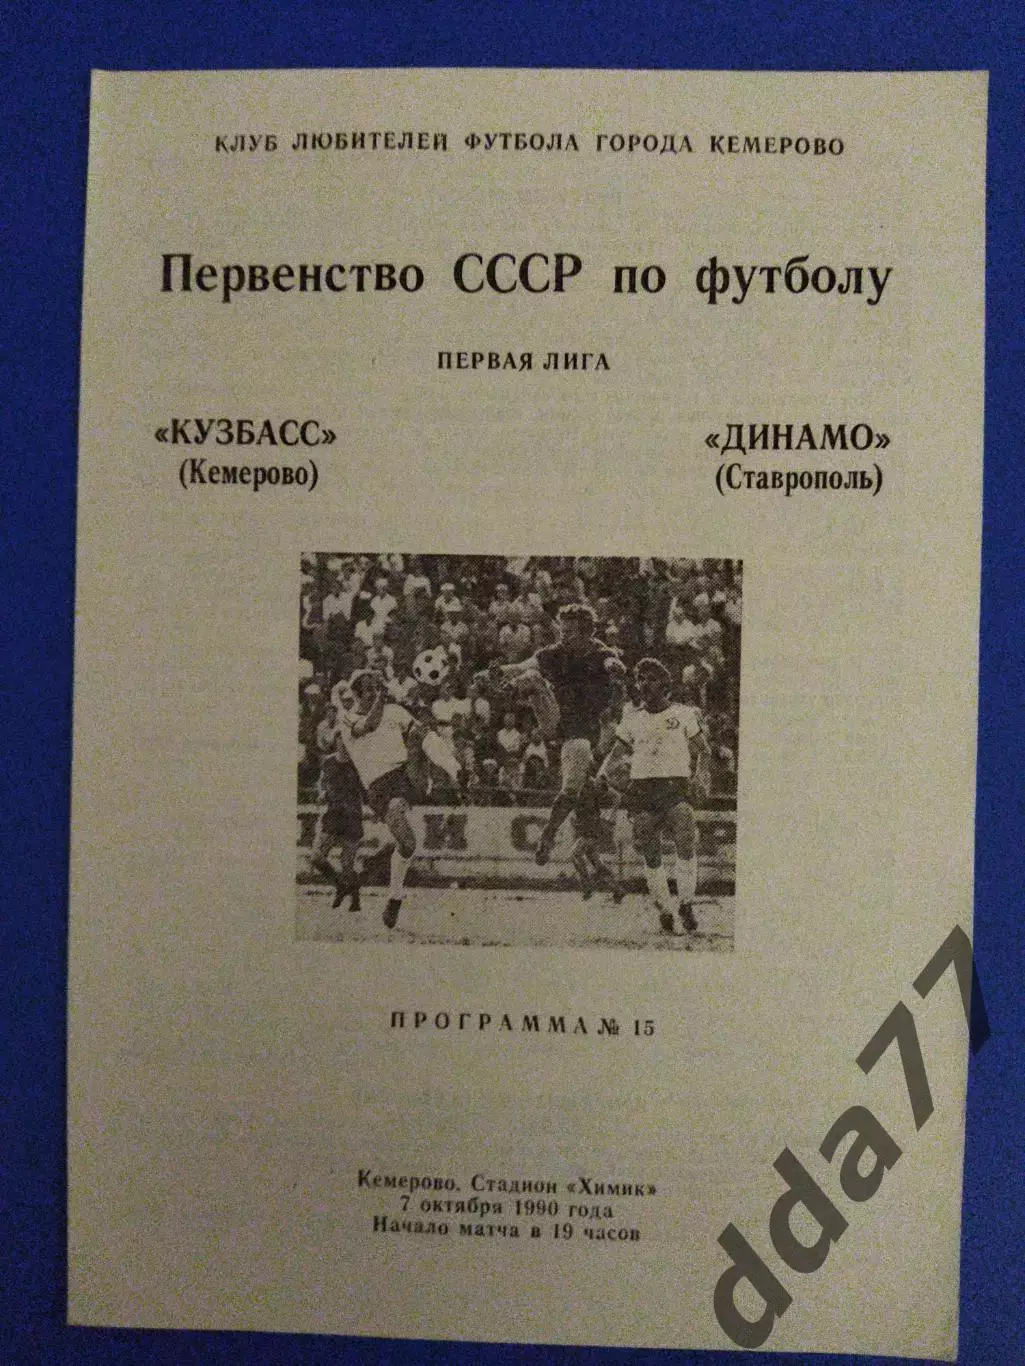 КЛУБ ЛЮБИТЕЛЕЙ ФУТБОЛА ГОРОДА КЕМЕРОВО
Первенство СССР по футболу
ПЕРВАЯ ЛИГА
«КУЗБАСС»
(Кемерово)
«ДИНАМО»
(Ставрополь)
ПРОГРАММА № 15
Кемерово. Стадион «Химик»
7 октября 1990 года
Начало матча в 19 часов
dda77